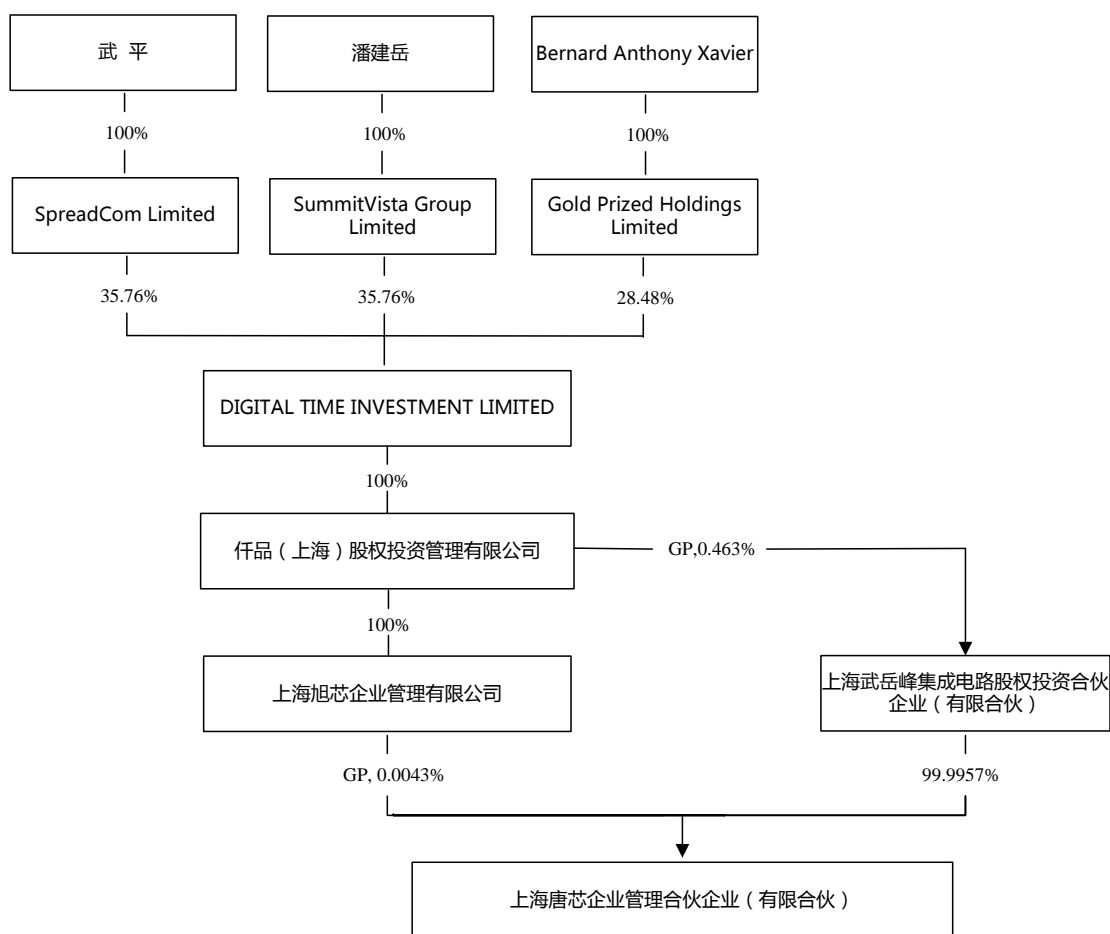 武 平
潘建岳
Bernard Anthony Xavier
100%
100%
100%
SpreadCom Limited
SummitVista Group
Limited
Gold Prized Holdings
Limited
35.76%
35.76%
28.48%
DIGITAL TIME INVESTMENT LIMITED
100%
仟品（上海）股权投资管理有限公司
GP,0.463%
100%
上海旭芯企业管理有限公司
上海武岳峰集成电路股权投资合伙
企业（有限合伙）
GP, 0.0043%
99.9957%
上海唐芯企业管理合伙企业（有限合伙）